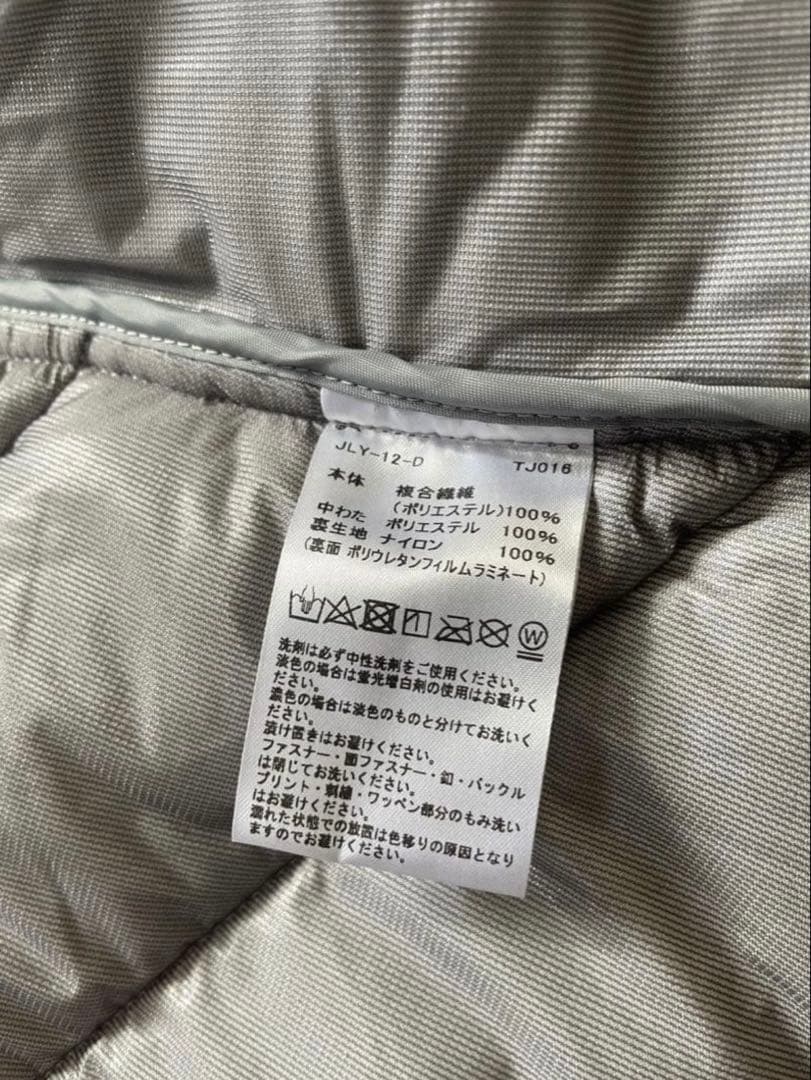 JLY-12-D TJ016
本体 複合繊維
(ポリエステル)100%
中わた ポリエステル 100%
裏生地 ナイロン 100%
(裏面 ポリウレタンフィルムラミネート)
W
洗剤は必ず中性洗剤をご使用ください。
淡色の場合は蛍光増白剤の使用はお避けく
ださい。
濃色の場合は淡色のものと分けてお洗いく
ださい。
漬け置きはお避けください。
ファスナー・面ファスナー・釦・バックル
は閉じてお洗いください。
プリント・刺繍・ワッペン部分のもみ洗い
はお避けください。
濡れた状態での放置は色移りの原因となり
ますのでお避けください。